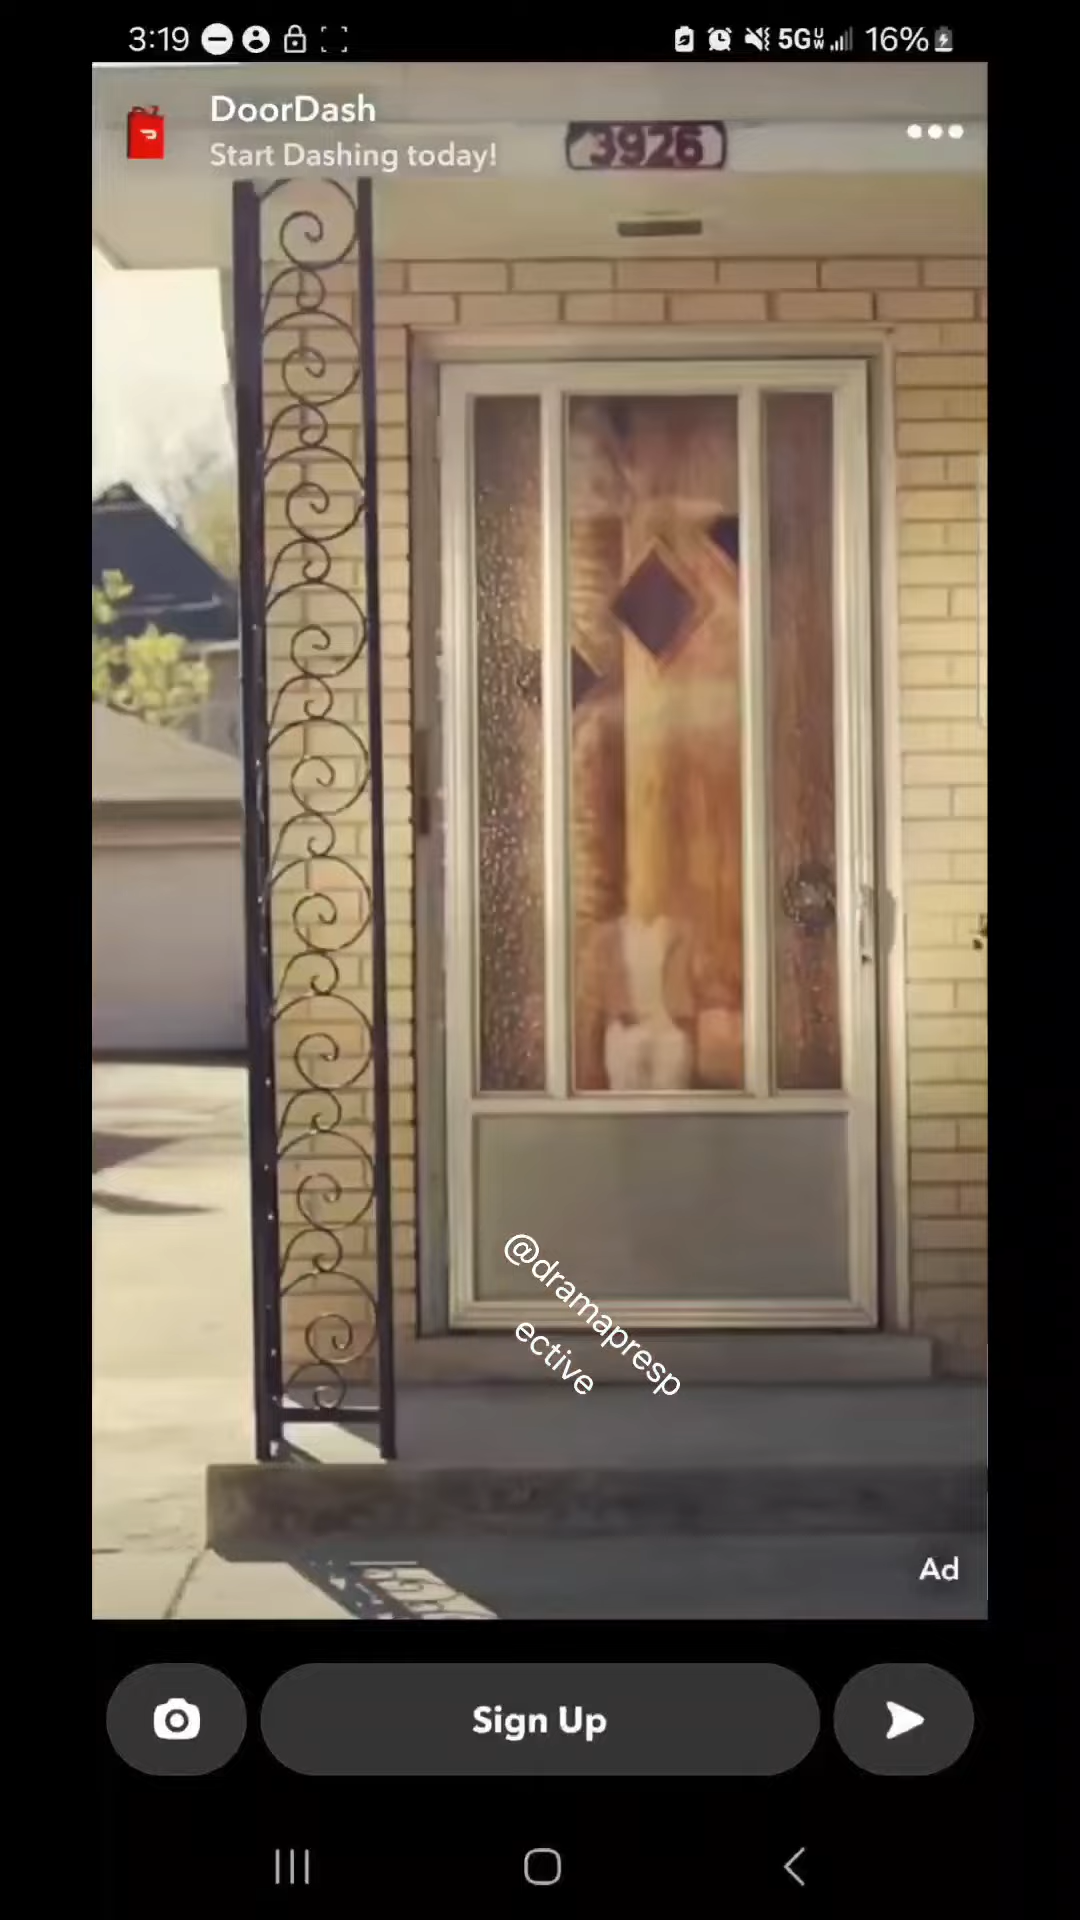 3:19
5G
16%
DoorDash
Start Dashing today!
3926
@dramapresp
ective
Ad
Sign Up